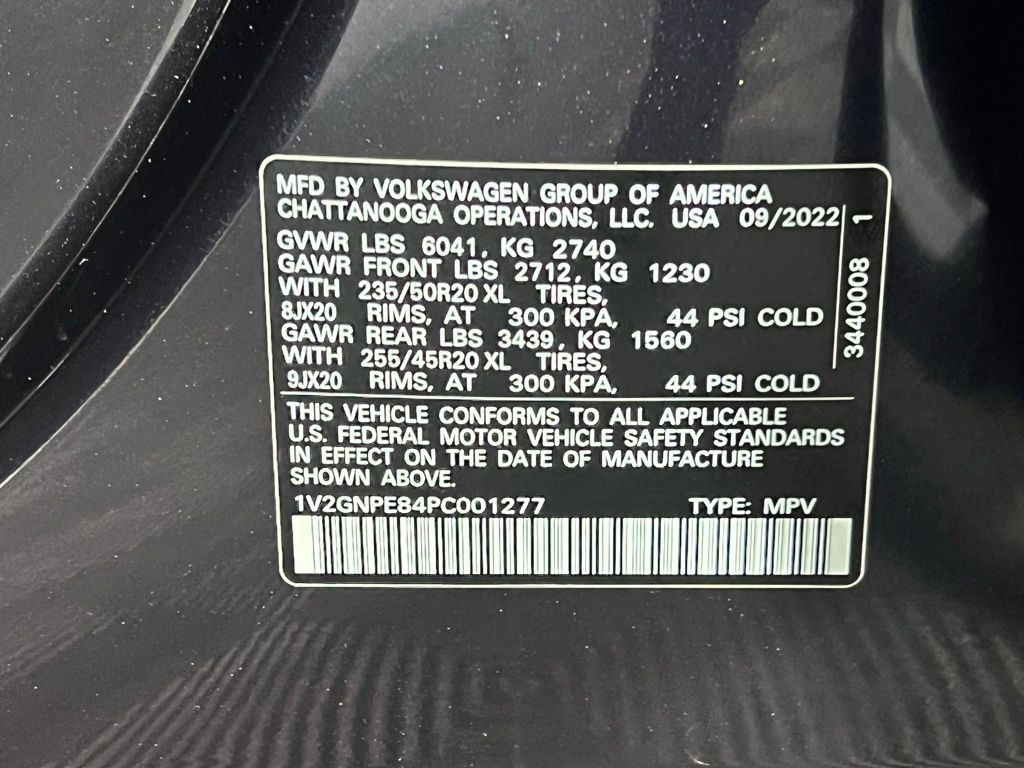 MFD BY VOLKSWAGEN GROUP OF AMERICA
CHATTANOOGA OPERATIONS, LLC. USA 09/2022
GVWR LBS 6041, KG 2740
GAWR FRONT LBS 2712, KG 1230
WITH 235/50R20 XL TIRES,
8JX20 RIMS, AT 300 KPA, 44 PSI COLD
GAWR REAR LBS 3439, KG 1560
WITH 255/45R20 XL TIRES,
9JX20 RIMS, AT 300 KPA, 44 PSI COLD
3440008 1
THIS VEHICLE CONFORMS TO ALL APPLICABLE
U.S. FEDERAL MOTOR VEHICLE SAFETY STANDARDS
IN EFFECT ON THE DATE OF MANUFACTURE
SHOWN ABOVE.
1V2GNPE84PC001277 TYPE: MPV